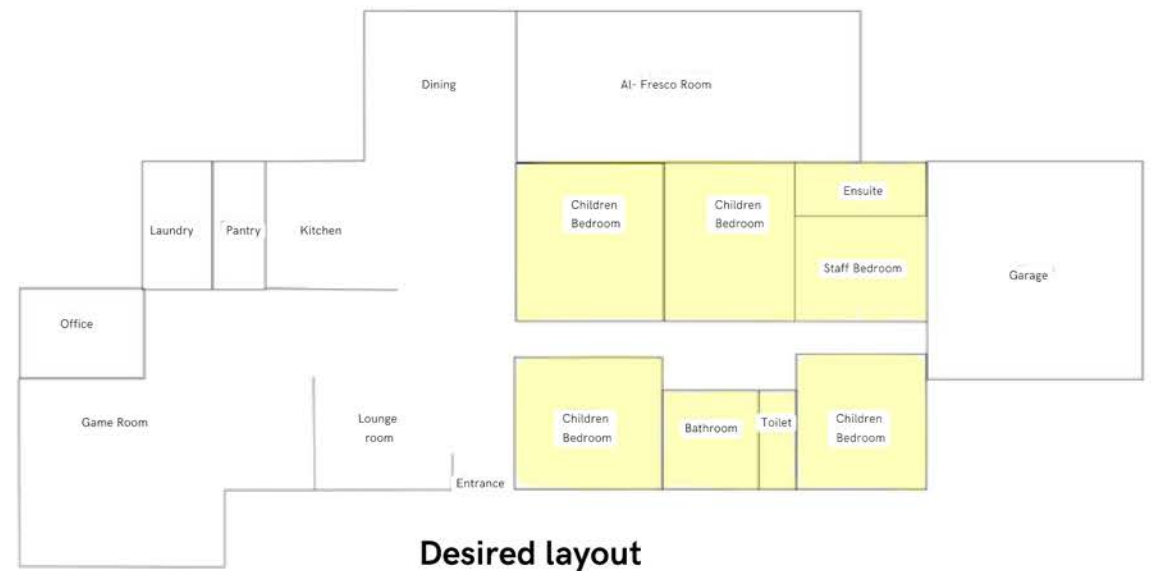 Dining
Al- Fresco Room
Ensuite
Children
Bedroom
Children
Bedroom
Laundry
Pantry
Kitchen
Staff Bedroom
Garage
Office
Game Room
Lounge
room
Children
Bedroom
Bathroom
Toilet
Children
Bedroom
Entrance
Desired layout